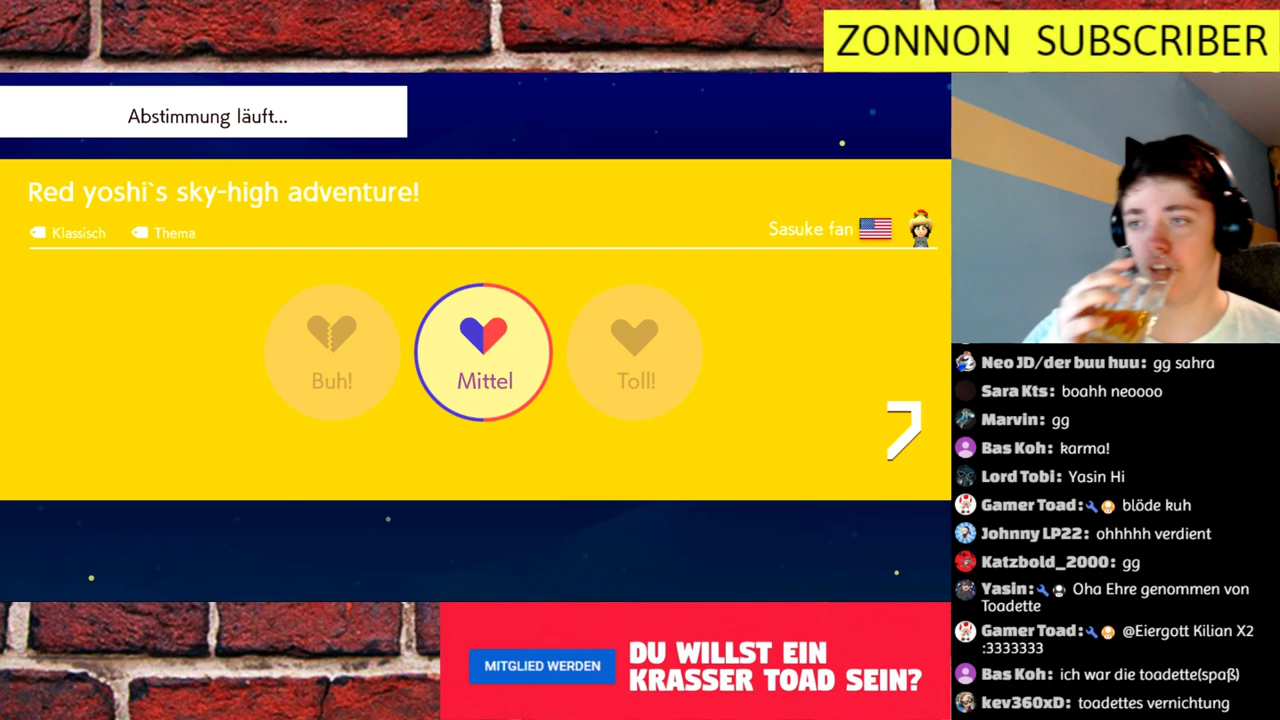 ZONNON SUBSCRIBER
Abstimmung läuft...
Red yoshi`s sky-high adventure!
Klassisch Thema
Sasuke fan
Buh! Mittel Toll!
Neo JD/der buu huu: gg sahra
Sara Kts: boahh neoooo
Marvin: gg
Bas Koh: karma!
Lord Tobi: Yasin Hi
Gamer Toad: blöde kuh
Johnny LP22: ohhhhh verdient
Katzbold_2000: gg
Yasin: Oha Ehre genommen von
Toadette
Gamer Toad: @Eiergott Kilian X2
:3333333
Bas Koh: ich war die toadette(spaß)
kev360xD: toadettes vernichtung
MITGLIED WERDEN
DU WILLST EIN
KRASSER TOAD SEIN?